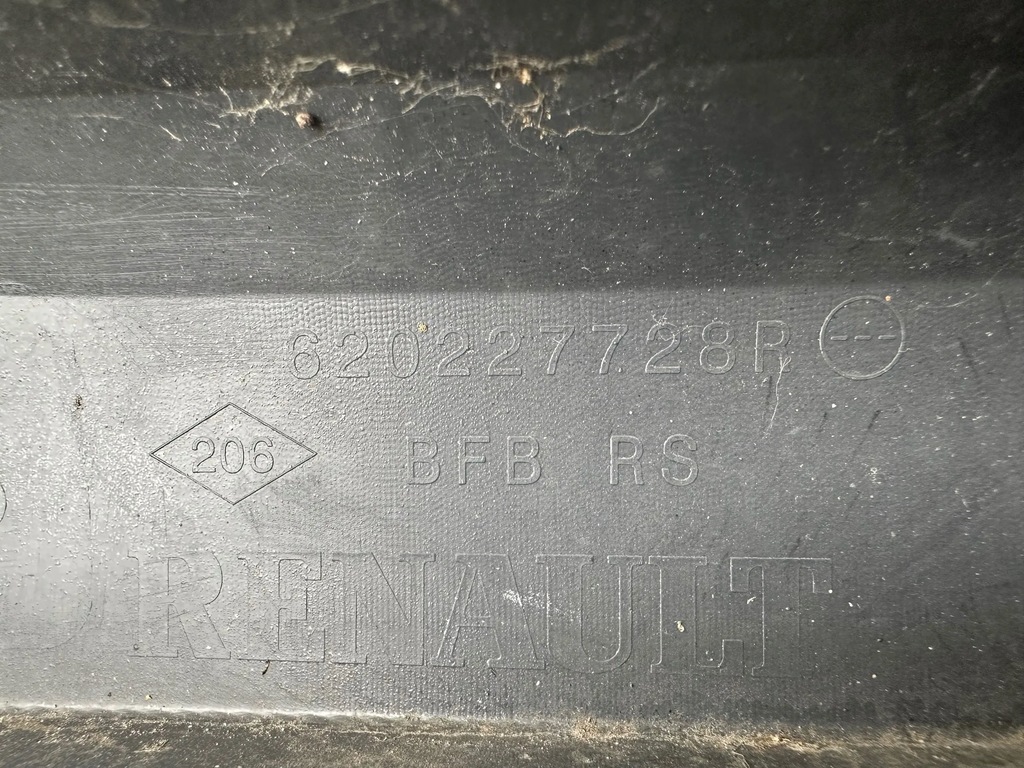 620227728R ---
206
BFB RS
RENAULT